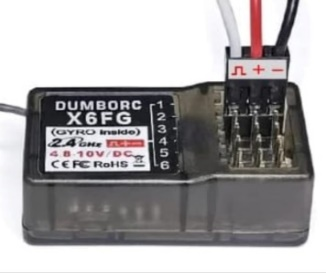 DUMBORC
X6FG
(GYRO inside)
2.4GHz ⎍ + −
4.8-10V/DC
CE FC RoHS
1
2
3
4
5
6
⎍ + −